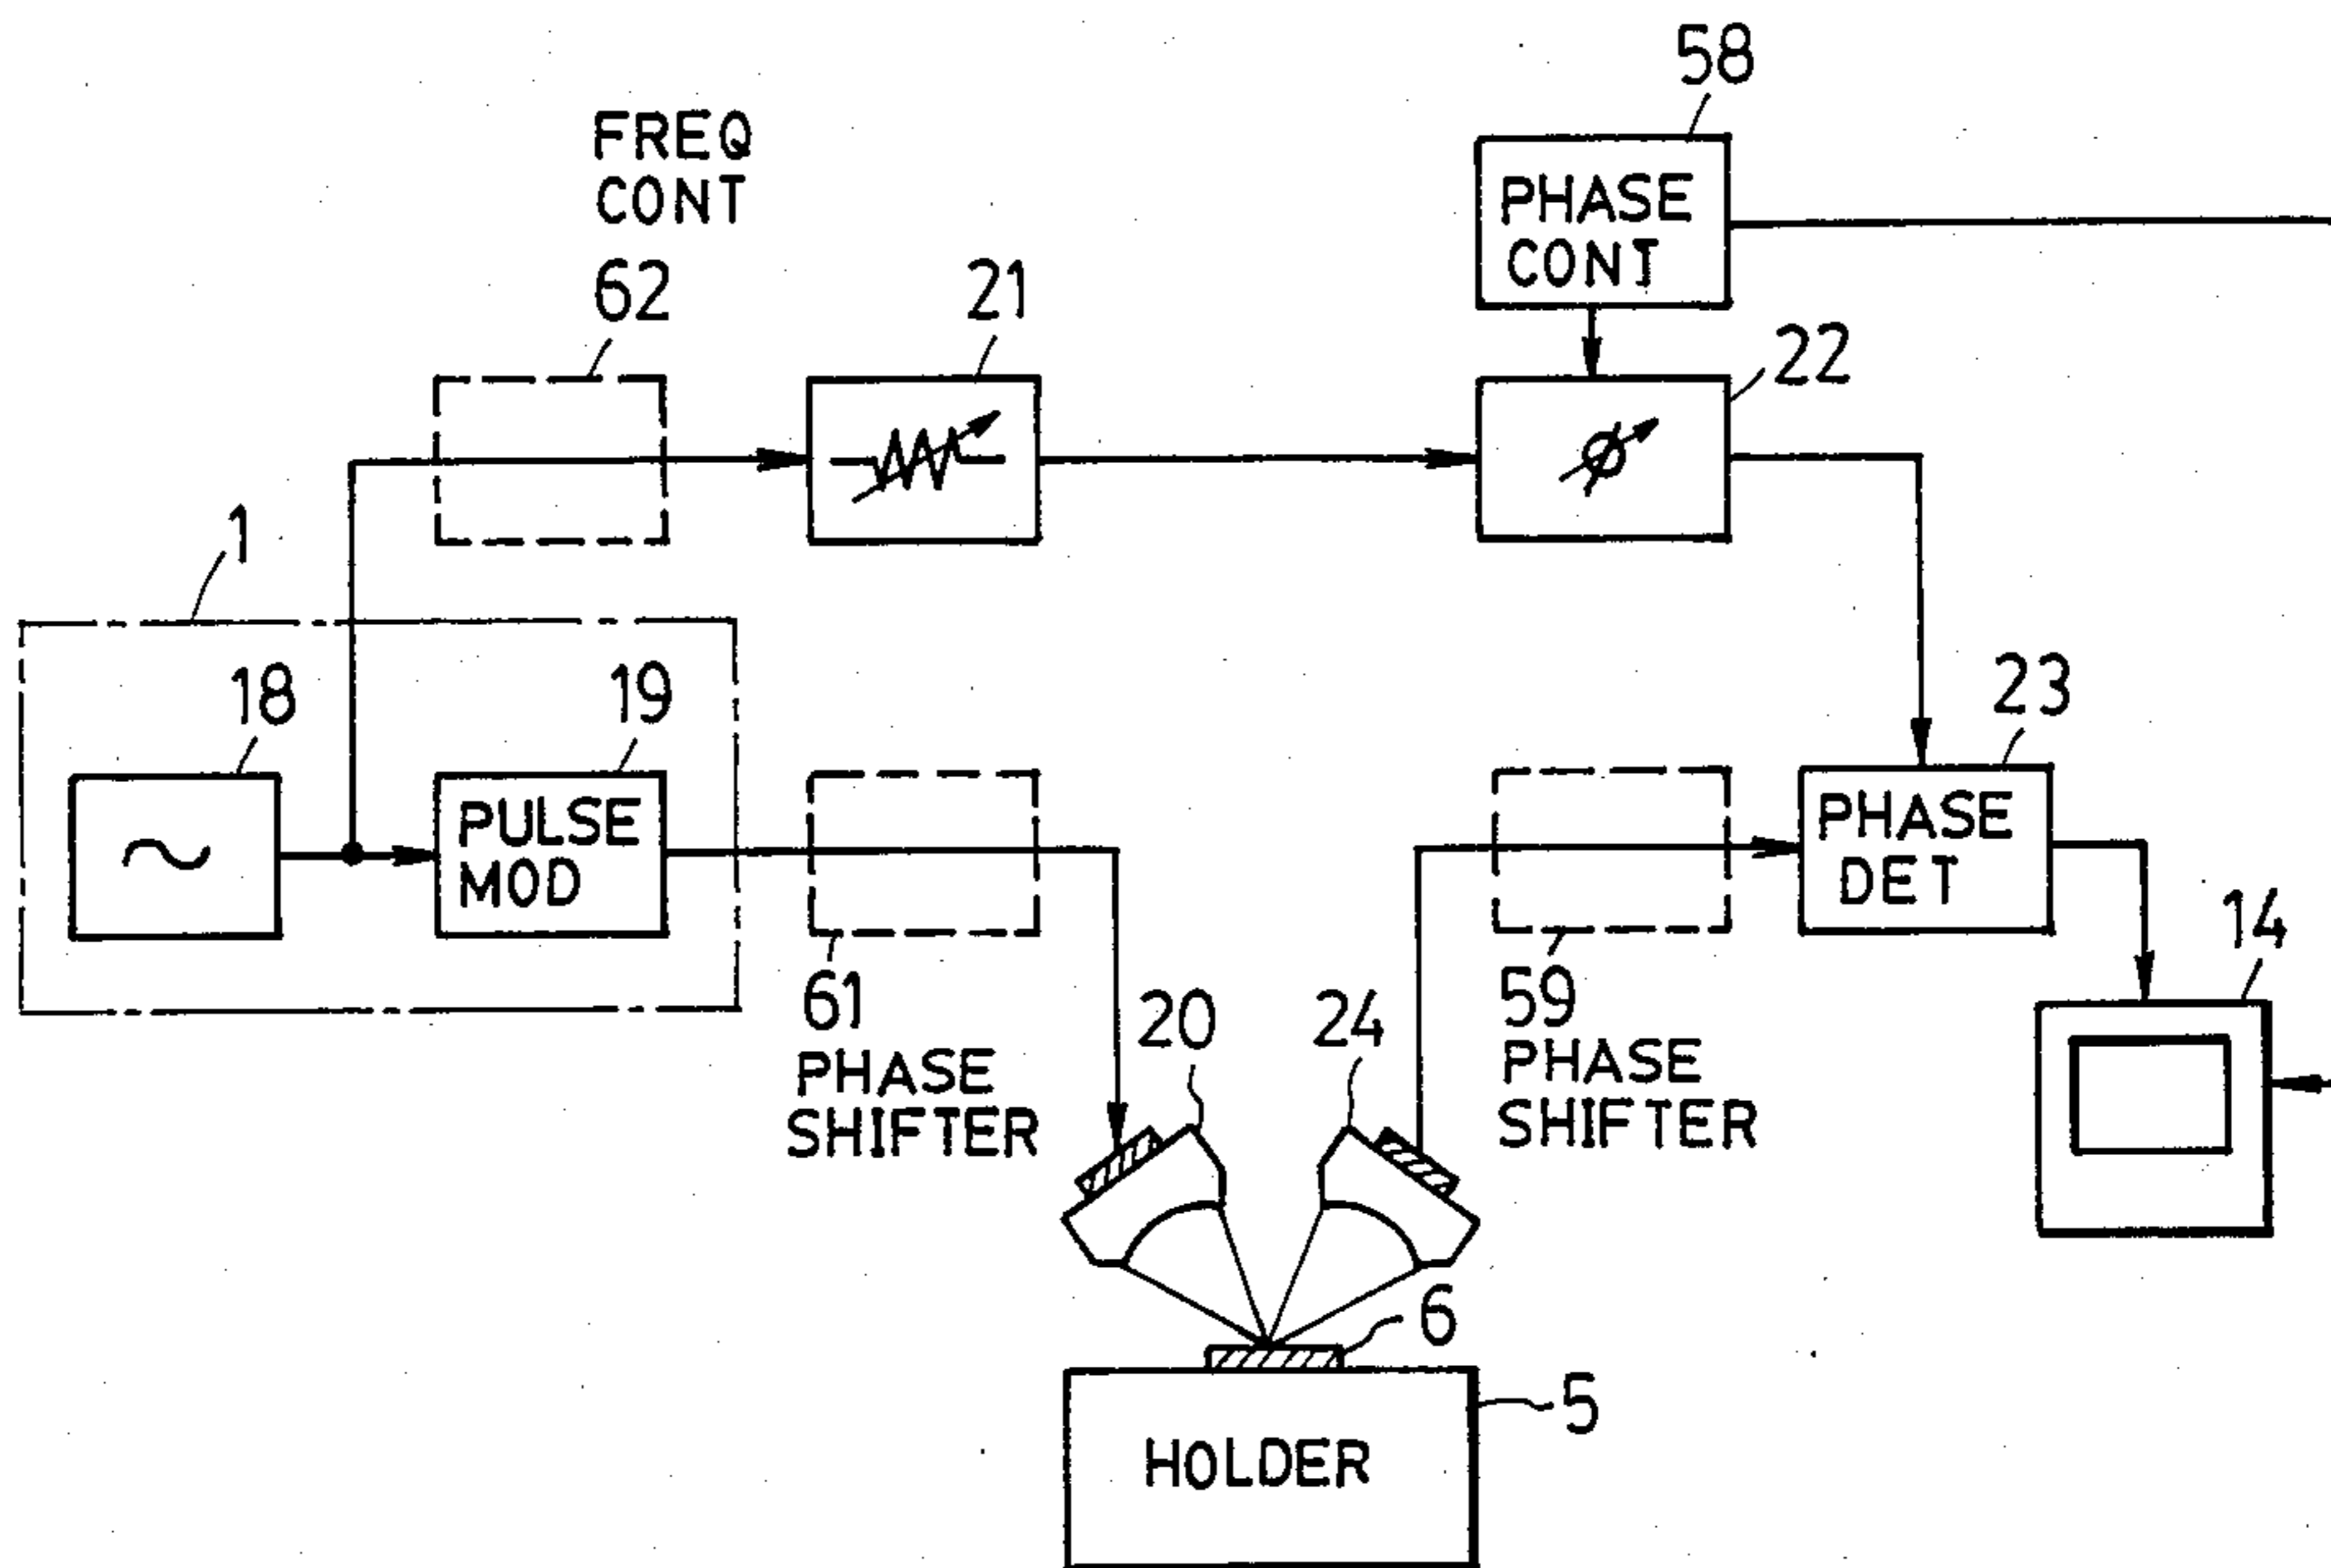 58
FREQ
CONT
62
PHASE
CONT
21
22
1
18
19
23
PULSE
MOD
PHASE
DET
14
61
PHASE
SHIFTER
20
24
59
PHASE
SHIFTER
6
5
HOLDER